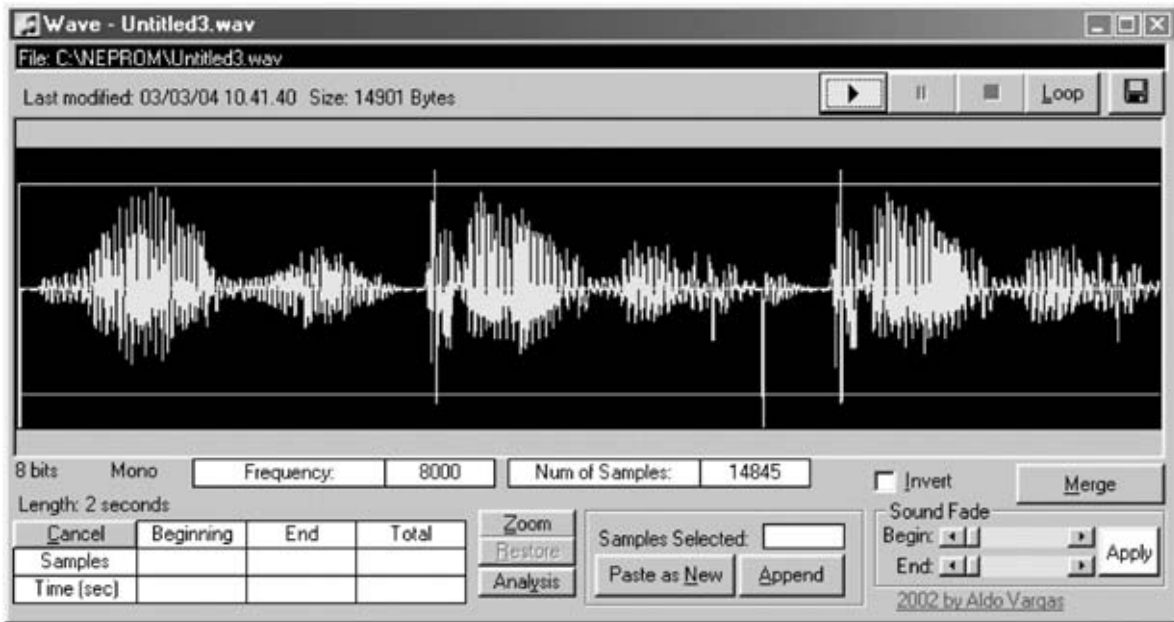 Wave - Untitled3.wav
File: C:\NEPROM\Untitled3.wav
Last modified: 03/03/04 10.41.40 Size: 14901 Bytes
Loop
8 bits Mono Frequency: 8000 Num of Samples: 14845
Invert
Merge
Length: 2 seconds
Cancel Beginning End Total
Samples
Time (sec)
Zoom
Restore
Analysis
Samples Selected:
Paste as New Append
Sound Fade
Begin:
End:
Apply
2002 by Aldo Vargas